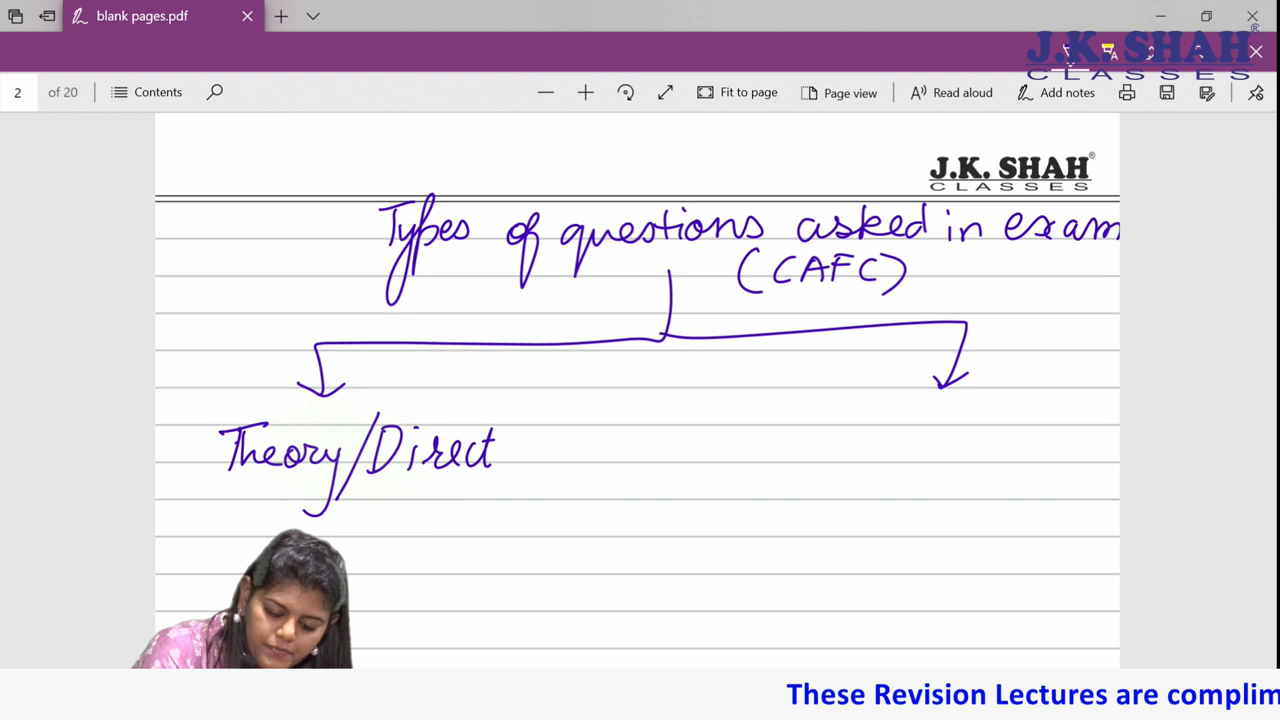 blank pages.pdf
J.K. SHAH®
CLASSES
2 of 20 Contents Fit to page Page view Read aloud Add notes
J.K. SHAH®
CLASSES
Types of questions asked in exam
(CAFC)
Theory/Direct
These Revision Lectures are complim